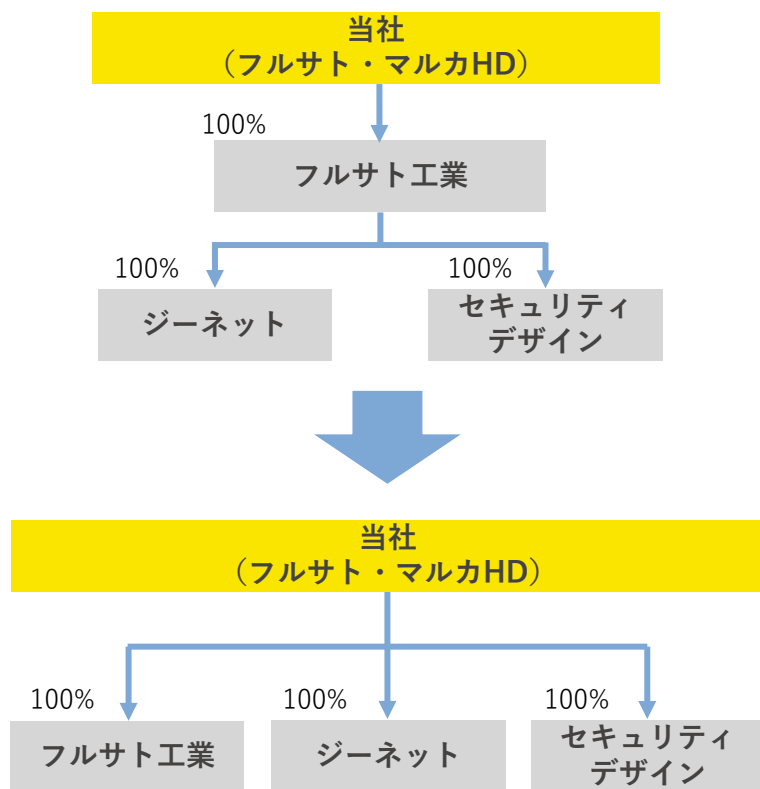 当社
（フルサト・マルカHD）
100%
フルサト工業
100%
100%
ジーネット
セキュリティ
デザイン
当社
（フルサト・マルカHD）
100%
100%
100%
フルサト工業
ジーネット
セキュリティ
デザイン